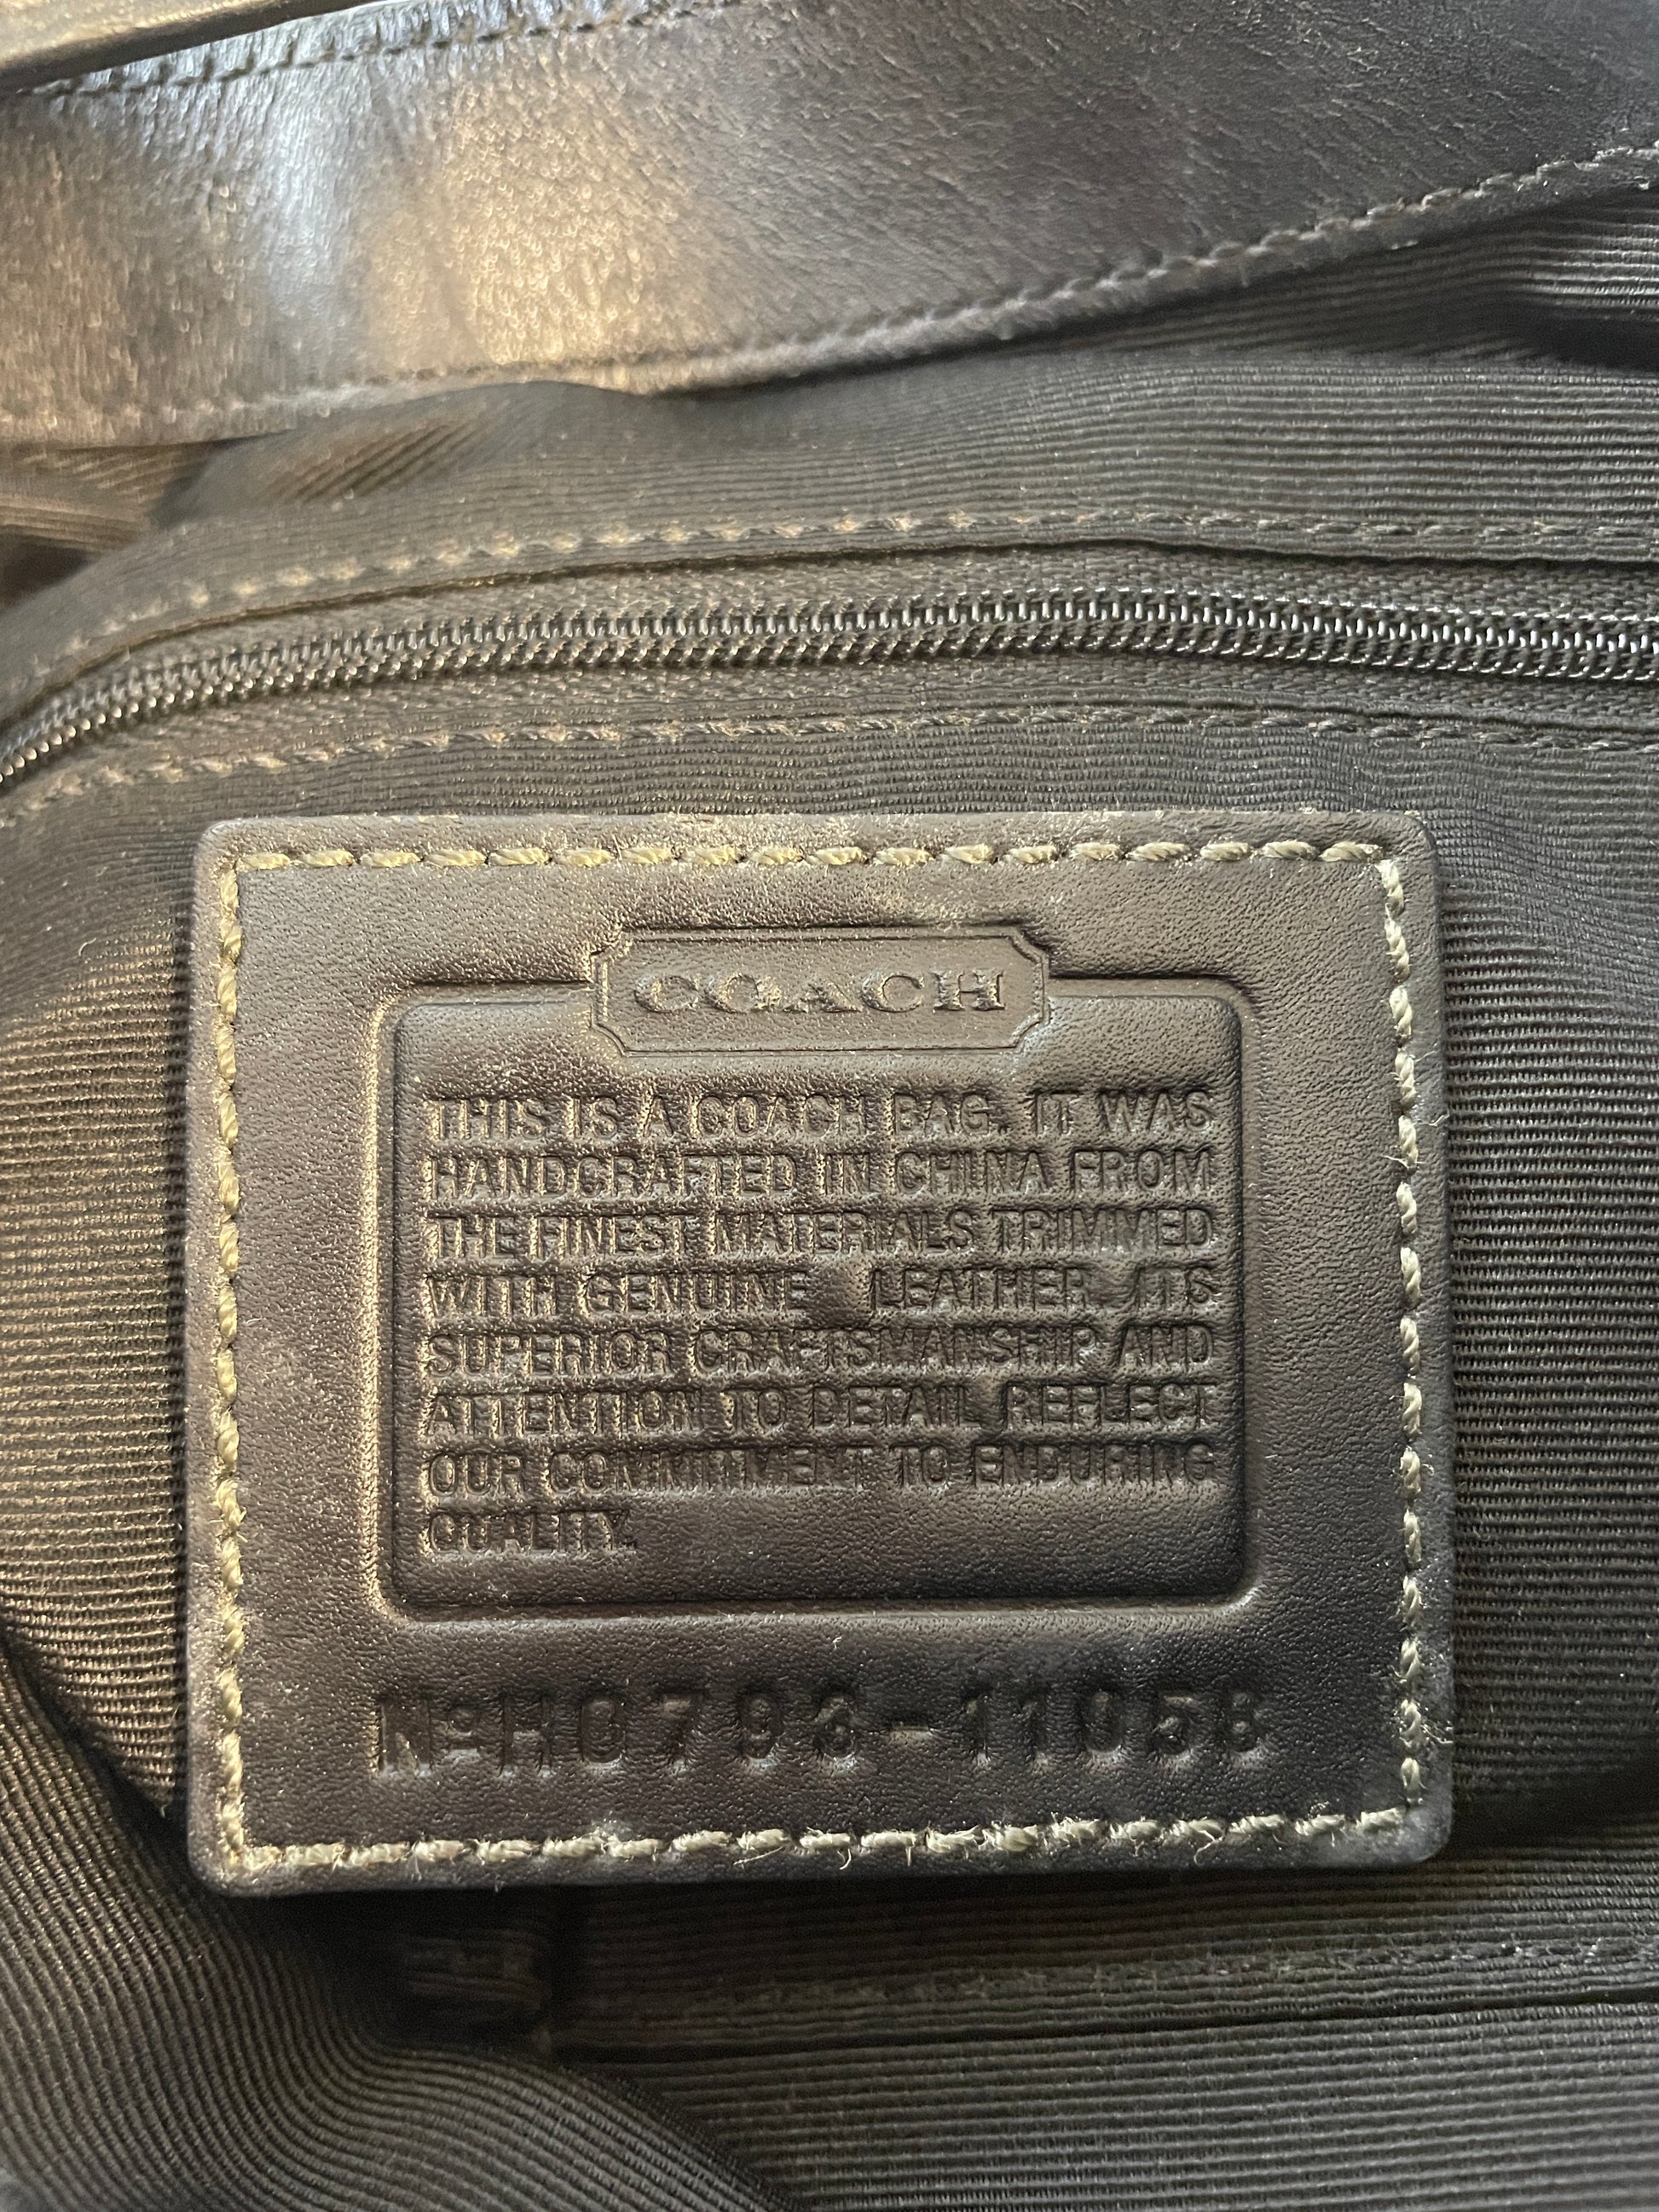 COACH
THIS IS A COACH BAG. IT WAS
HANDCRAFTED IN CHINA FROM
THE FINEST MATERIALS TRIMMED
WITH GENUINE LEATHER. ITS
SUPERIOR CRAFTSMANSHIP AND
ATTENTION TO DETAIL REFLECT
OUR COMMITMENT TO ENDURING
QUALITY.
Nº H0793-11058